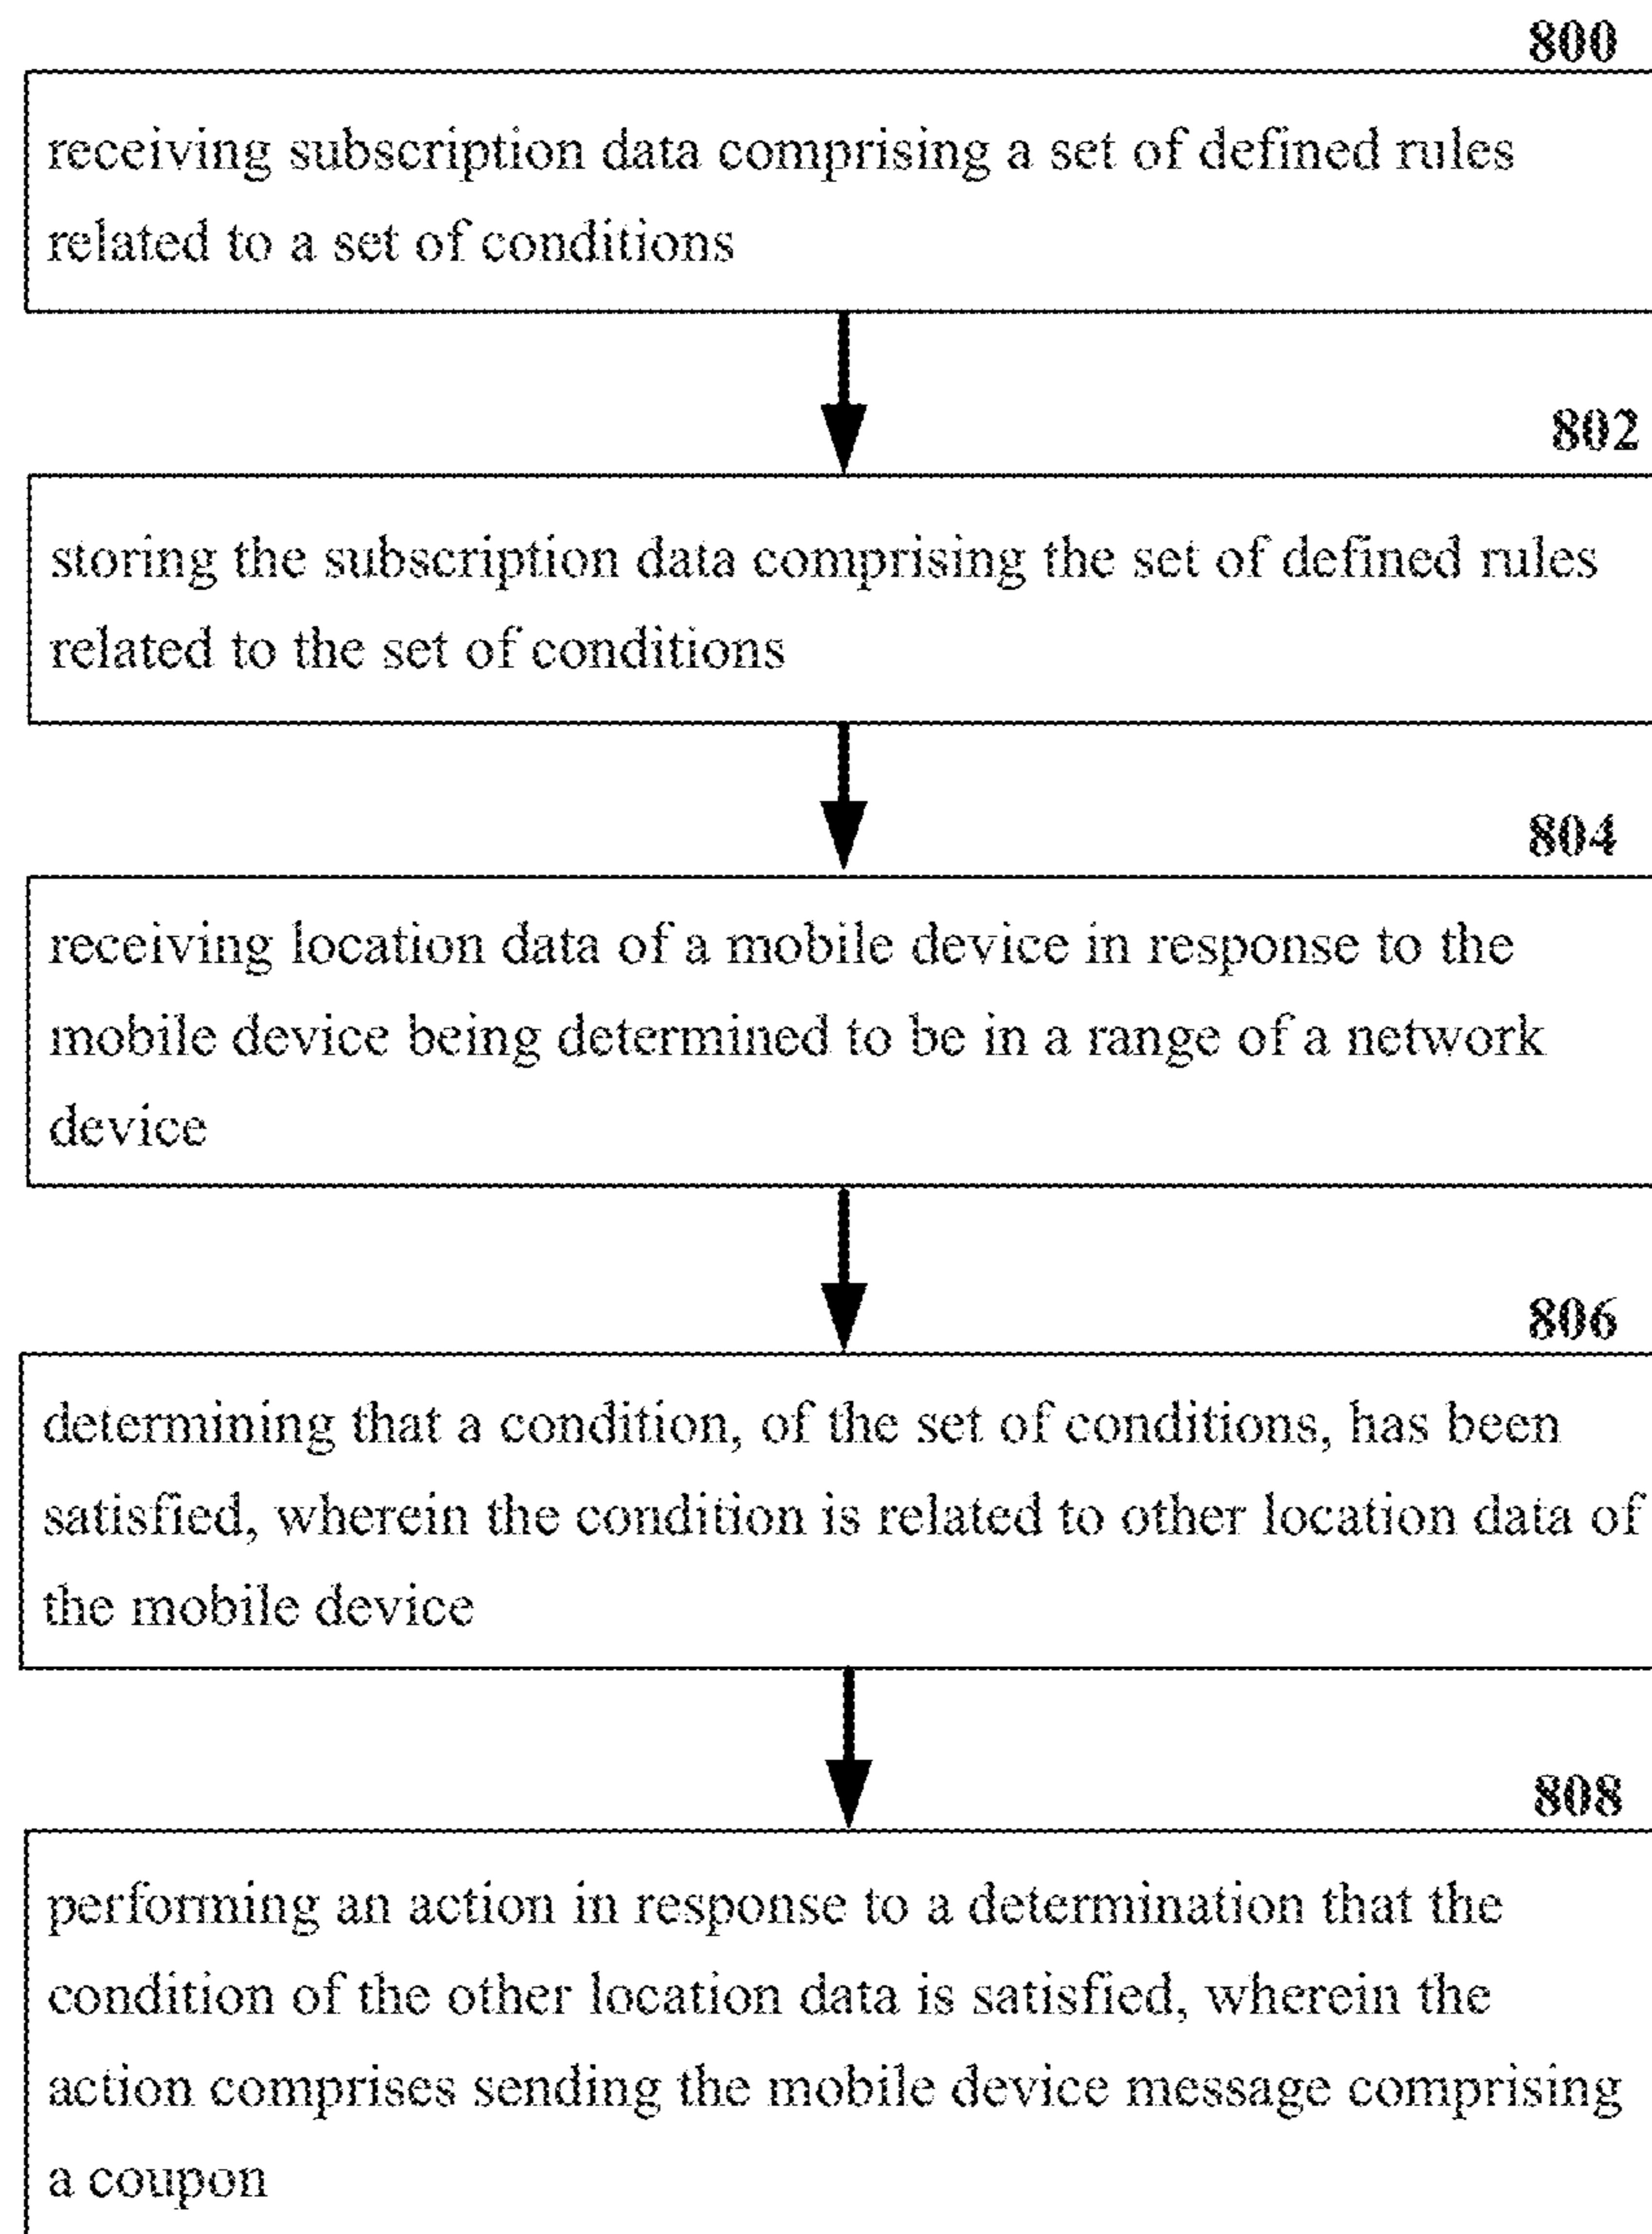 800
receiving subscription data comprising a set of defined rules
related to a set of conditions
802
storing the subscription data comprising the set of defined rules
related to the set of conditions
804
receiving location data of a mobile device in response to the
mobile device being determined to be in a range of a network
device
806
determining that a condition, of the set of conditions, has been
satisfied, wherein the condition is related to other location data of
the mobile device
808
performing an action in response to a determination that the
condition of the other location data is satisfied, wherein the
action comprises sending the mobile device message comprising
a coupon